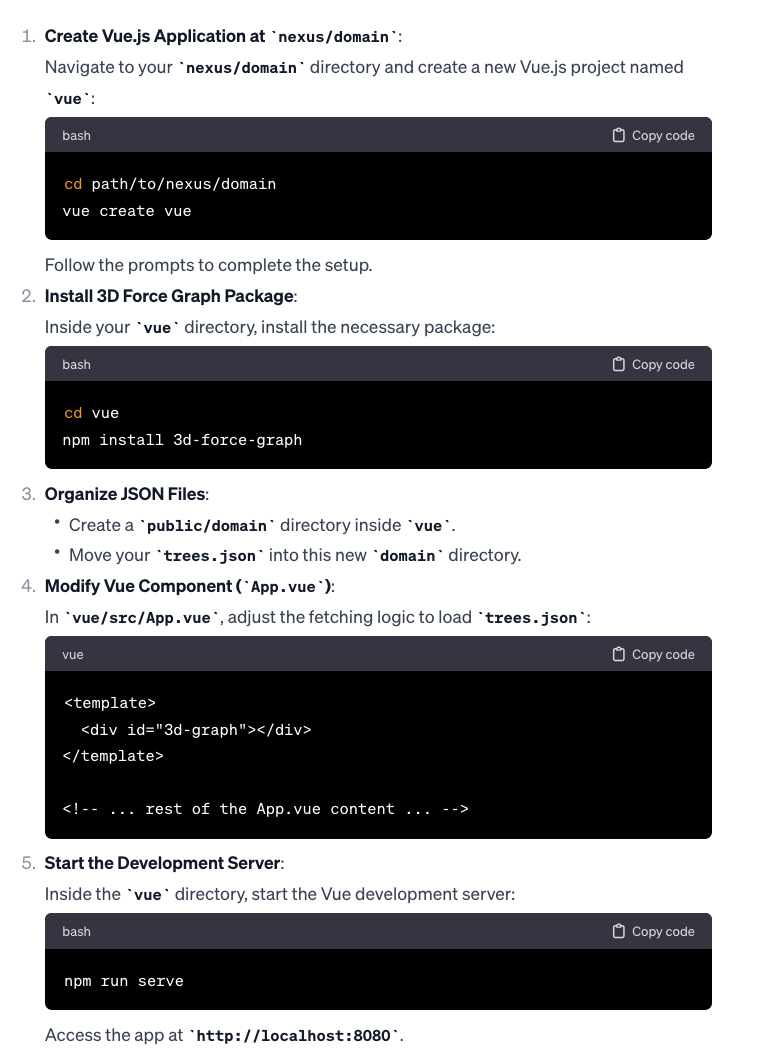 1. Create Vue.js Application at `nexus/domain`:
Navigate to your `nexus/domain` directory and create a new Vue.js project named
`vue`:
bash Copy code
cd path/to/nexus/domain
vue create vue
Follow the prompts to complete the setup.
2. Install 3D Force Graph Package:
Inside your `vue` directory, install the necessary package:
bash Copy code
cd vue
npm install 3d-force-graph
3. Organize JSON Files:
• Create a `public/domain` directory inside `vue`.
• Move your `trees.json` into this new `domain` directory.
4. Modify Vue Component (`App.vue`):
In `vue/src/App.vue`, adjust the fetching logic to load `trees.json`:
vue Copy code
<template>
  <div id="3d-graph"></div>
</template>
<!-- ... rest of the App.vue content ... -->
5. Start the Development Server:
Inside the `vue` directory, start the Vue development server:
bash Copy code
npm run serve
Access the app at `http://localhost:8080`.